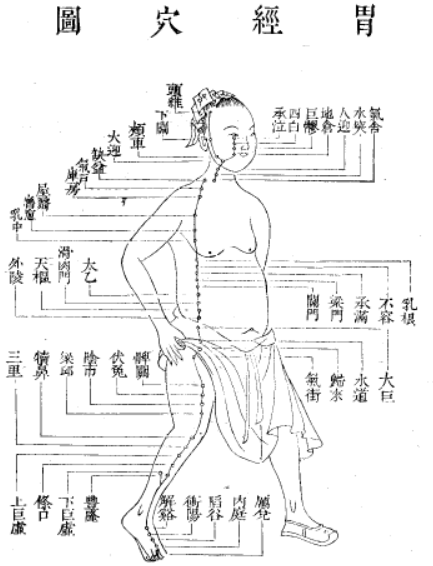 胃經穴圖
氣舍
水突
人迎
地倉
巨髎
四白
承泣
頭維
下關
頰車
大迎
缺盆
氣戶
庫房
屋翳
膺窗
乳中
乳根
不容
承滿
梁門
關門
太乙
滑肉門
天樞
外陵
大巨
水道
歸來
氣街
髀關
伏兔
陰市
梁邱
犢鼻
三里
厲兌
內庭
陷谷
衝陽
解谿
豐隆
下巨虛
條口
上巨虛